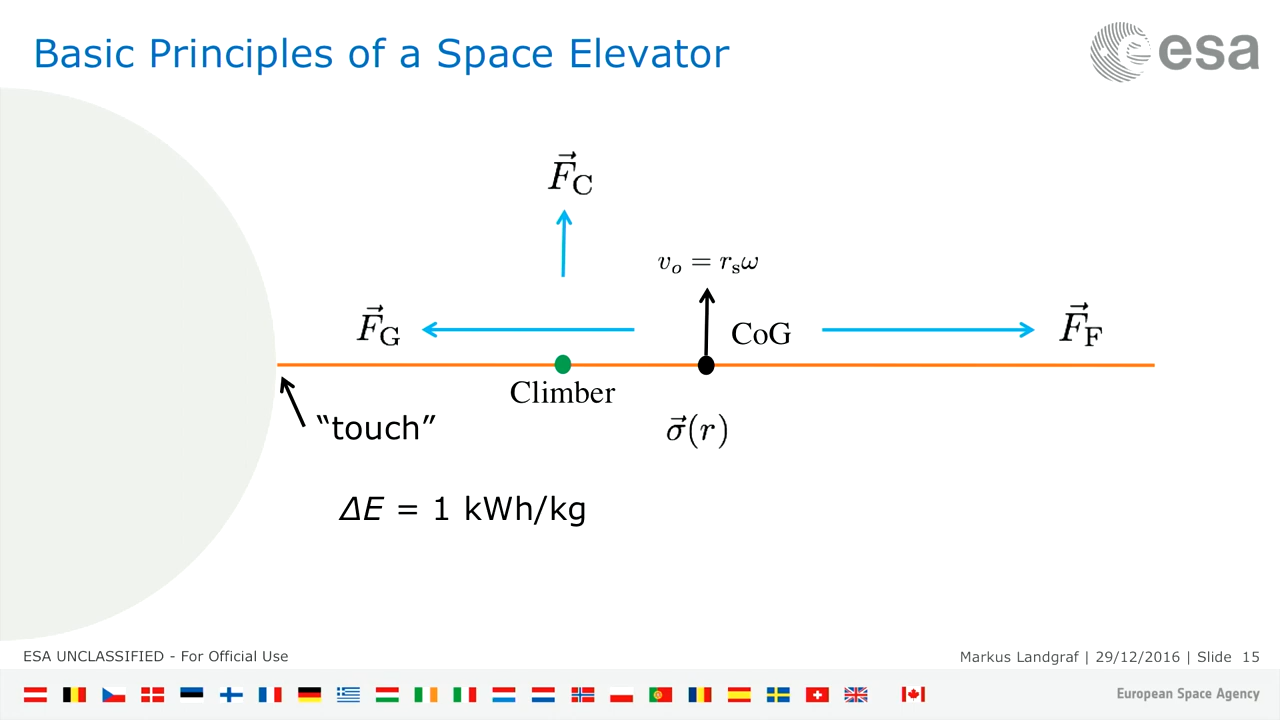 Basic Principles of a Space Elevator
esa
F⃗_C
v_o = r_s ω
F⃗_G
CoG
F⃗_F
Climber
“touch”
σ⃗(r)
ΔE = 1 kWh/kg
ESA UNCLASSIFIED - For Official Use
Markus Landgraf | 29/12/2016 | Slide 15
European Space Agency